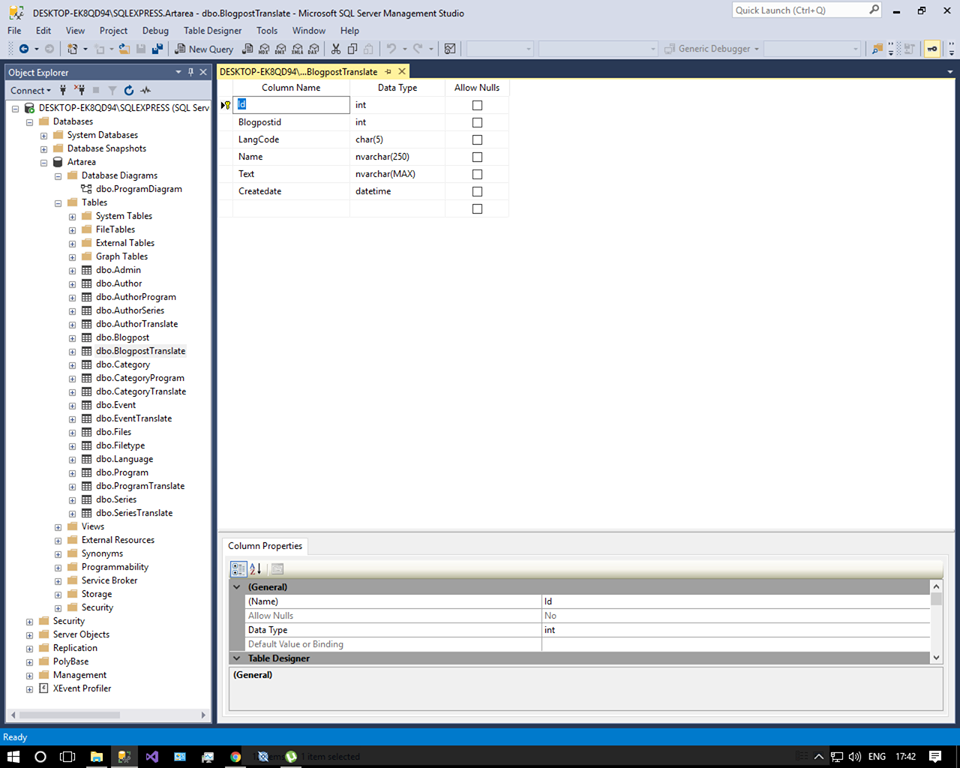 DESKTOP-EK8QD94\SQLEXPRESS.Artarea - dbo.BlogpostTranslate - Microsoft SQL Server Management Studio
Quick Launch (Ctrl+Q)
File Edit View Project Debug Table Designer Tools Window Help
New Query
Generic Debugger
Object Explorer
Connect
DESKTOP-EK8QD94\SQLEXPRESS (SQL Serv
Databases
System Databases
Database Snapshots
Artarea
Database Diagrams
dbo.ProgramDiagram
Tables
System Tables
FileTables
External Tables
Graph Tables
dbo.Admin
dbo.Author
dbo.AuthorProgram
dbo.AuthorSeries
dbo.AuthorTranslate
dbo.Blogpost
dbo.BlogpostTranslate
dbo.Category
dbo.CategoryProgram
dbo.CategoryTranslate
dbo.Event
dbo.EventTranslate
dbo.Files
dbo.Filetype
dbo.Language
dbo.Program
dbo.ProgramTranslate
dbo.Series
dbo.SeriesTranslate
Views
External Resources
Synonyms
Programmability
Service Broker
Storage
Security
Security
Server Objects
Replication
PolyBase
Management
XEvent Profiler
DESKTOP-EK8QD94\...BlogpostTranslate
Column Name Data Type Allow Nulls
Id int
Blogpostid int
LangCode char(5)
Name nvarchar(250)
Text nvarchar(MAX)
Createdate datetime
Column Properties
(General)
(Name) Id
Allow Nulls No
Data Type int
Default Value or Binding
Table Designer
(General)
Ready
1 item selected
ENG 17:42